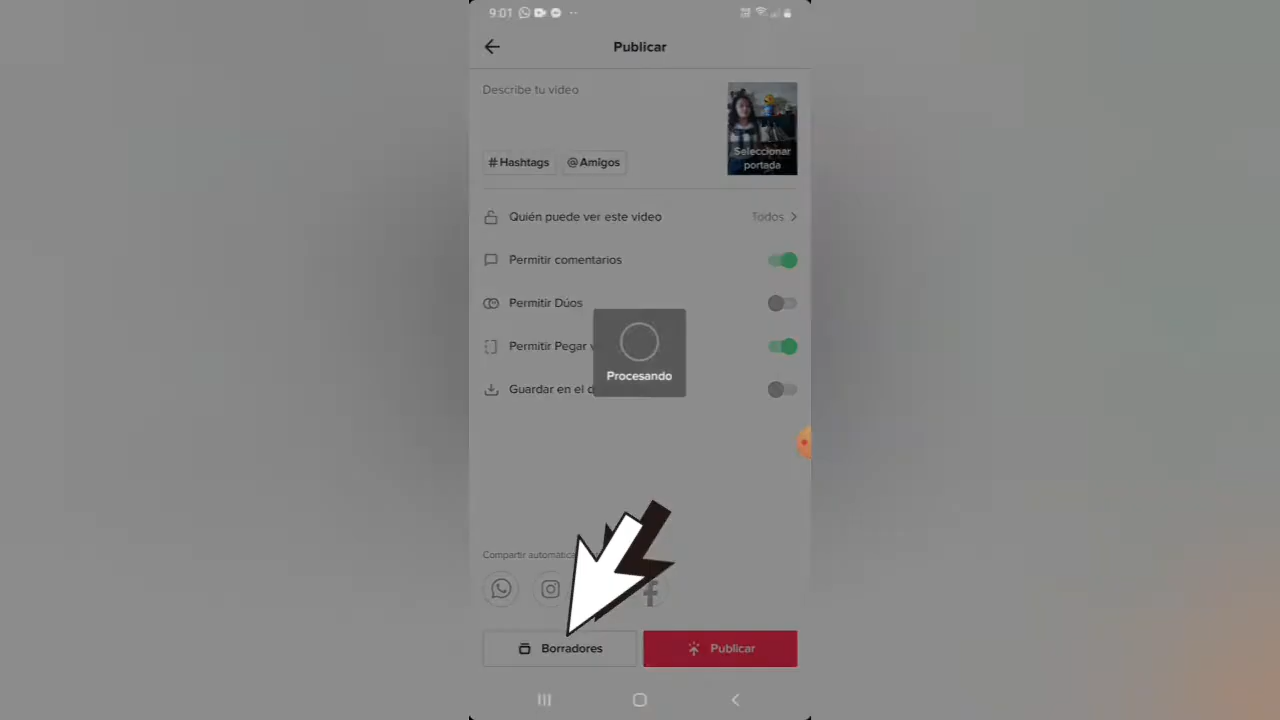 9:01
Publicar
Describe tu video
Seleccionar
portada
#Hashtags @Amigos
Quién puede ver este video Todos
Permitir comentarios
Permitir Dúos
Permitir Pegar
Procesando
Guardar en el
Compartir
Borradores Publicar